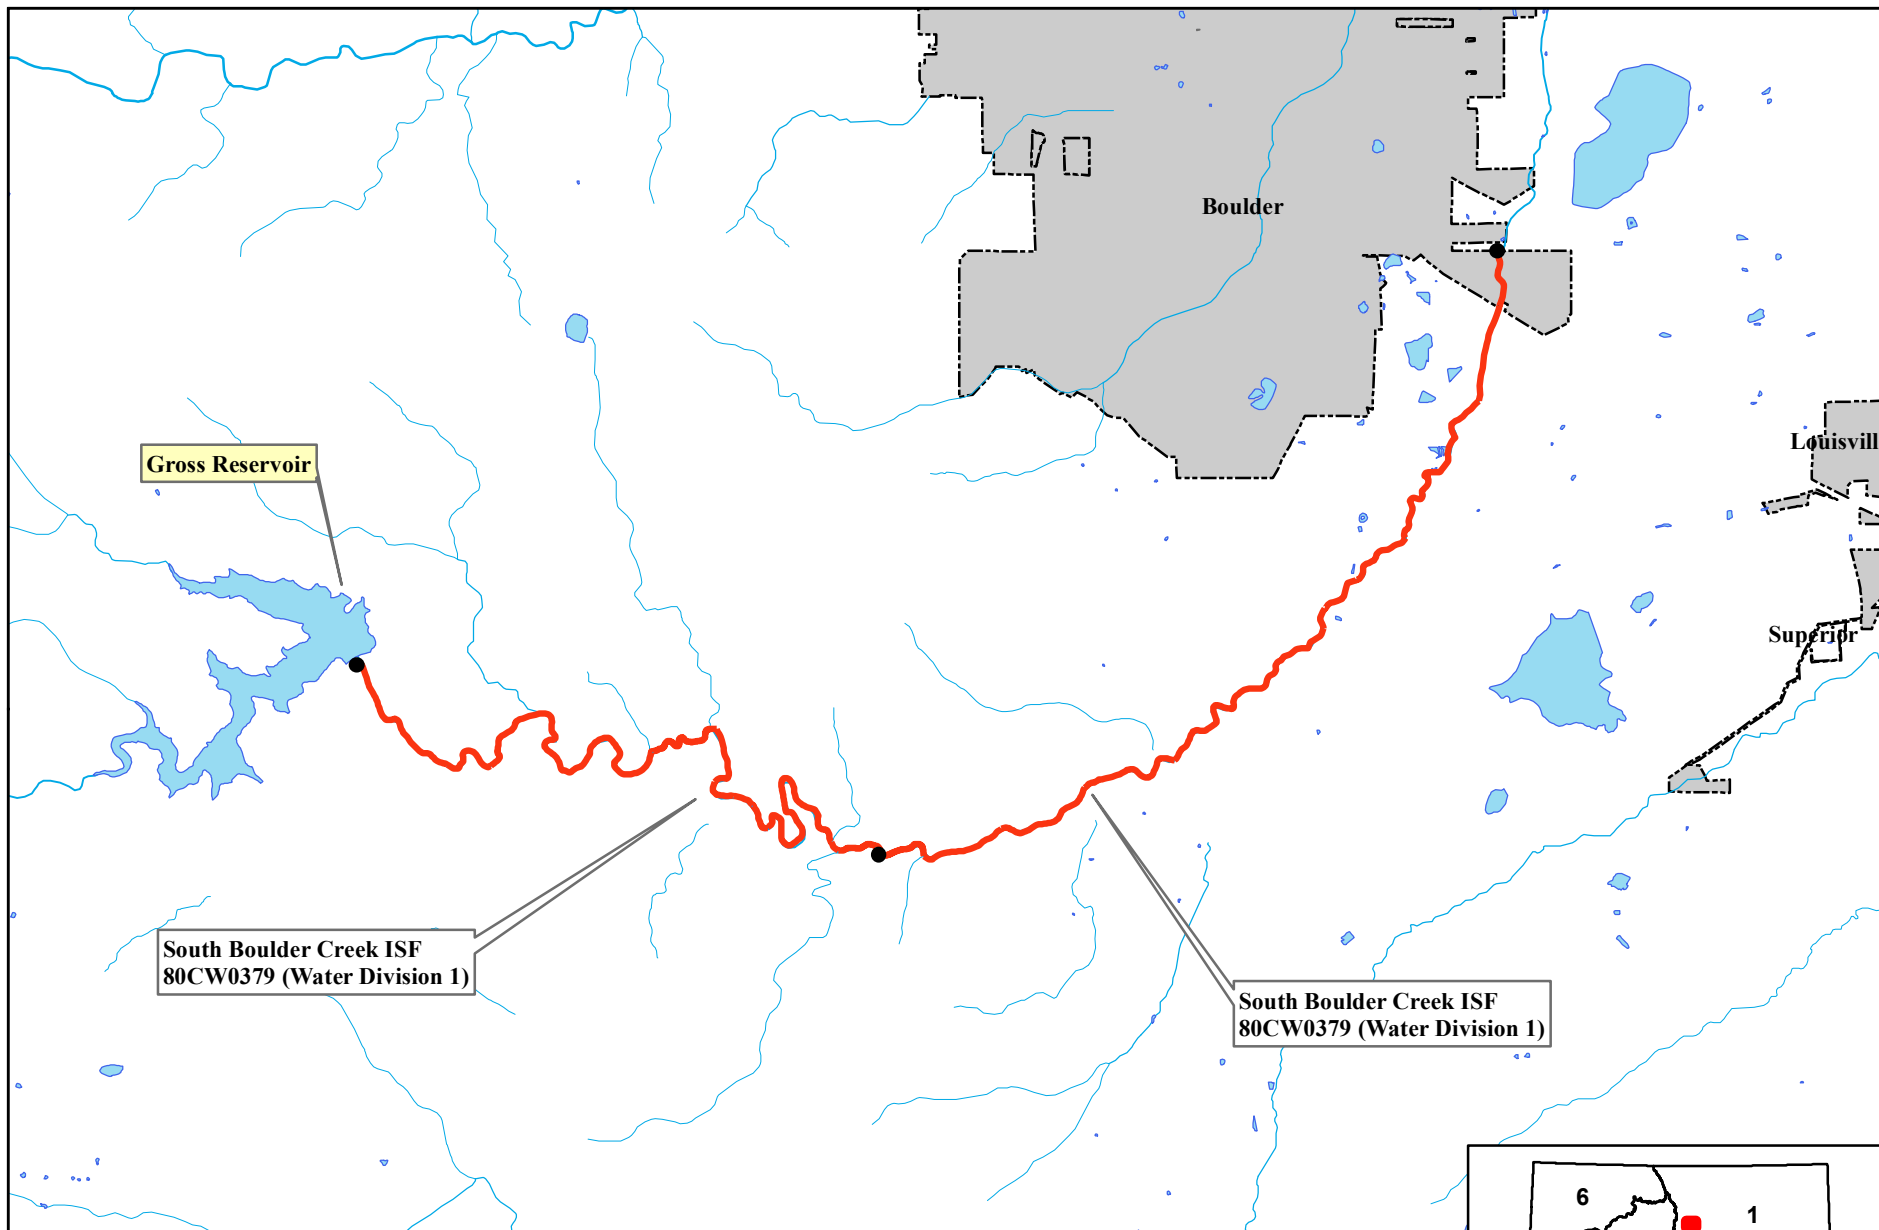 Boulder
Louisvill
Gross Reservoir
Superior
South Boulder Creek ISF
80CW0379 (Water Division 1)
South Boulder Creek ISF
80CW0379 (Water Division 1)
6
1